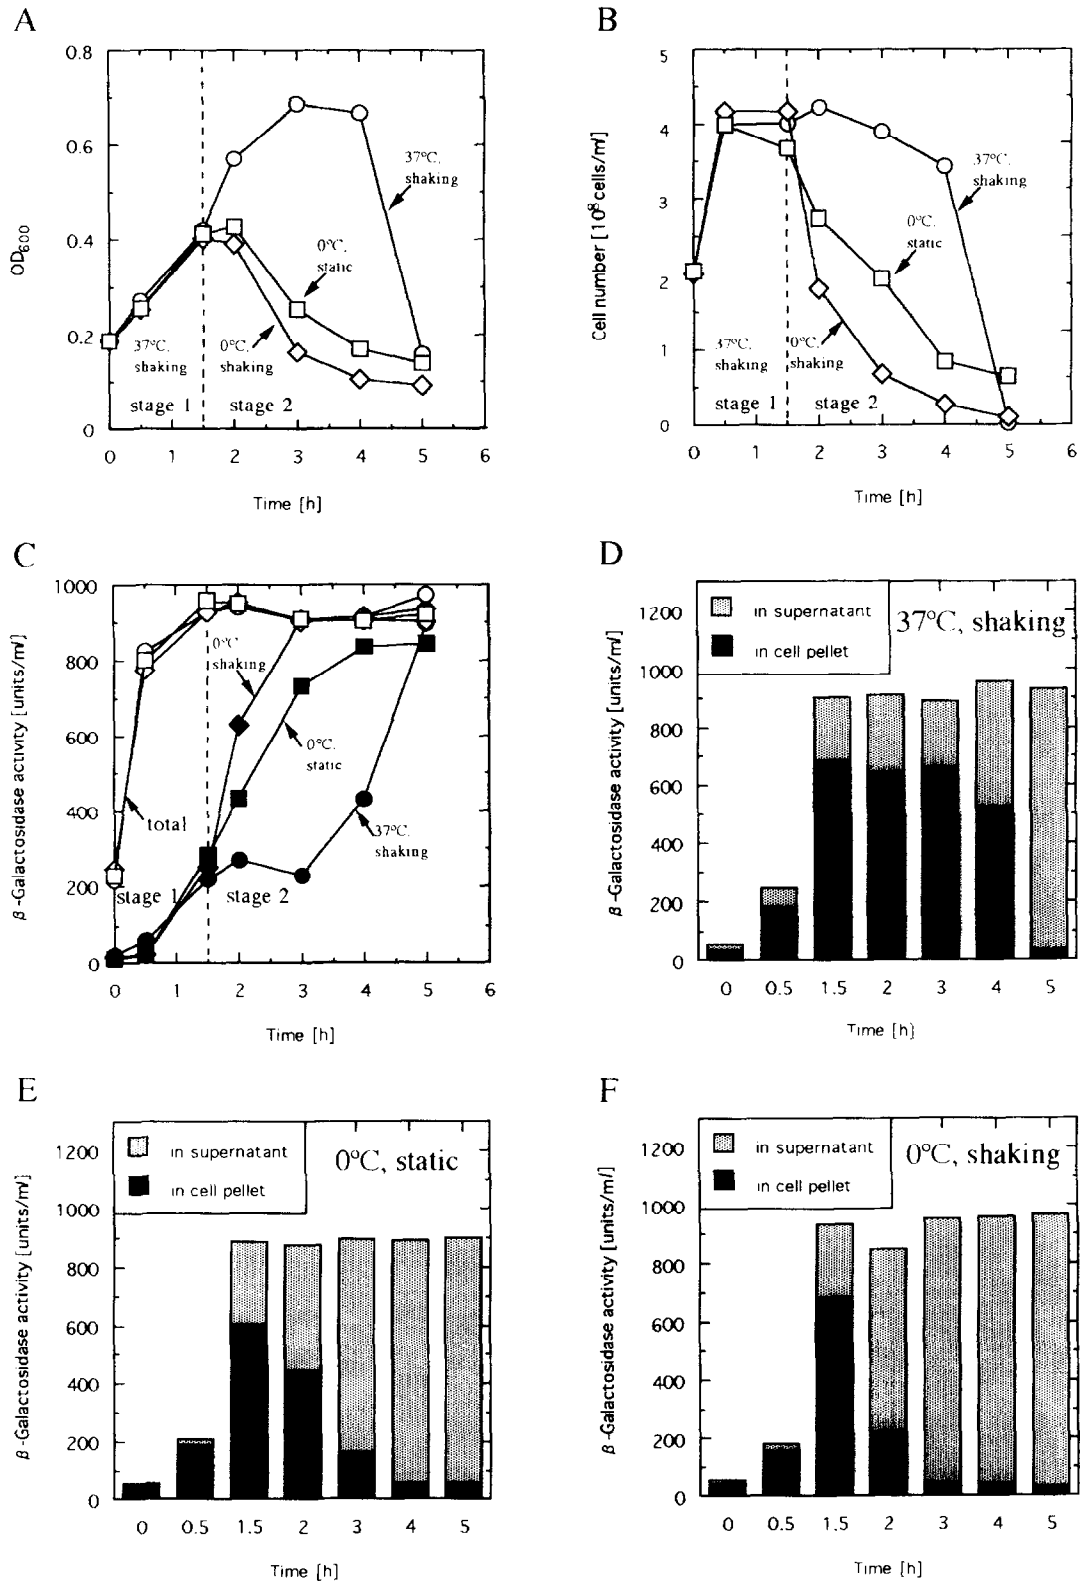 A
0.8
0.6
0.4
0.2
0
OD600
37°C, shaking
0°C, static
37°C, shaking
0°C, shaking
stage 1
stage 2
0 1 2 3 4 5 6
Time [h]
B
5
4
3
2
1
0
Cell number [10^8 cells/ml]
37°C, shaking
0°C, static
37°C, shaking
0°C, shaking
stage 1
stage 2
0 1 2 3 4 5 6
Time [h]
C
1000
800
600
400
200
0
β-Galactosidase activity [units/ml]
0°C shaking
0°C, static
total
37°C, shaking
stage 1
stage 2
0 1 2 3 4 5 6
Time [h]
D
1200
1000
800
600
400
200
0
β-Galactosidase activity [units/ml]
in supernatant
in cell pellet
37°C, shaking
0 0.5 1.5 2 3 4 5
Time [h]
E
1200
1000
800
600
400
200
0
β-Galactosidase activity [units/ml]
in supernatant
in cell pellet
0°C, static
0 0.5 1.5 2 3 4 5
Time [h]
F
1200
1000
800
600
400
200
0
β-Galactosidase activity [units/ml]
in supernatant
in cell pellet
0°C, shaking
0 0.5 1.5 2 3 4 5
Time [h]